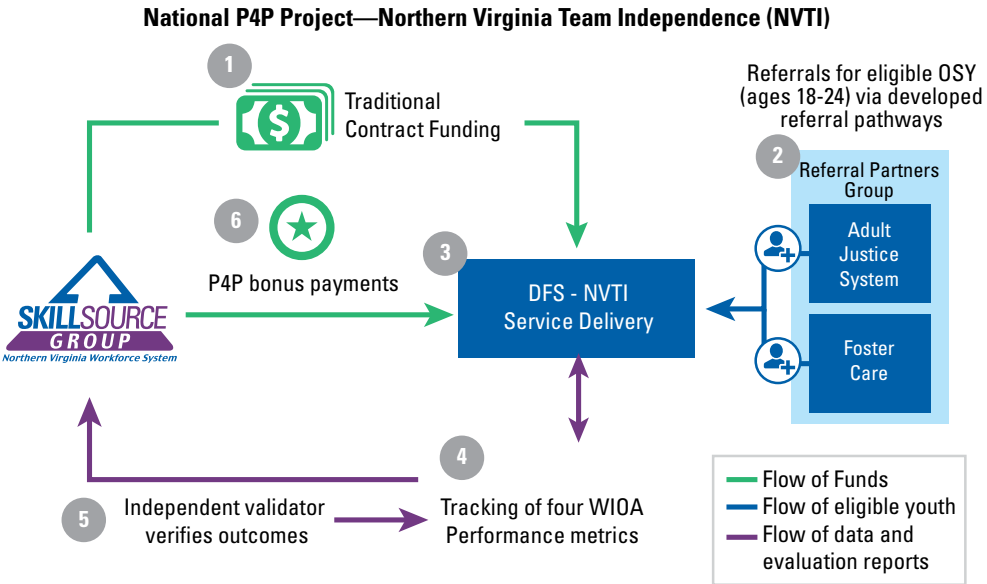 National P4P Project—Northern Virginia Team Independence (NVTI)
1
Traditional
Contract Funding
Referrals for eligible OSY
(ages 18-24) via developed
referral pathways
2
Referral Partners
Group
Adult
Justice
System
Foster
Care
6
P4P bonus payments
3
DFS - NVTI
Service Delivery
SKILLSOURCE
GROUP
Northern Virginia Workforce System
4
Tracking of four WIOA
Performance metrics
5
Independent validator
verifies outcomes
Flow of Funds
Flow of eligible youth
Flow of data and
evaluation reports